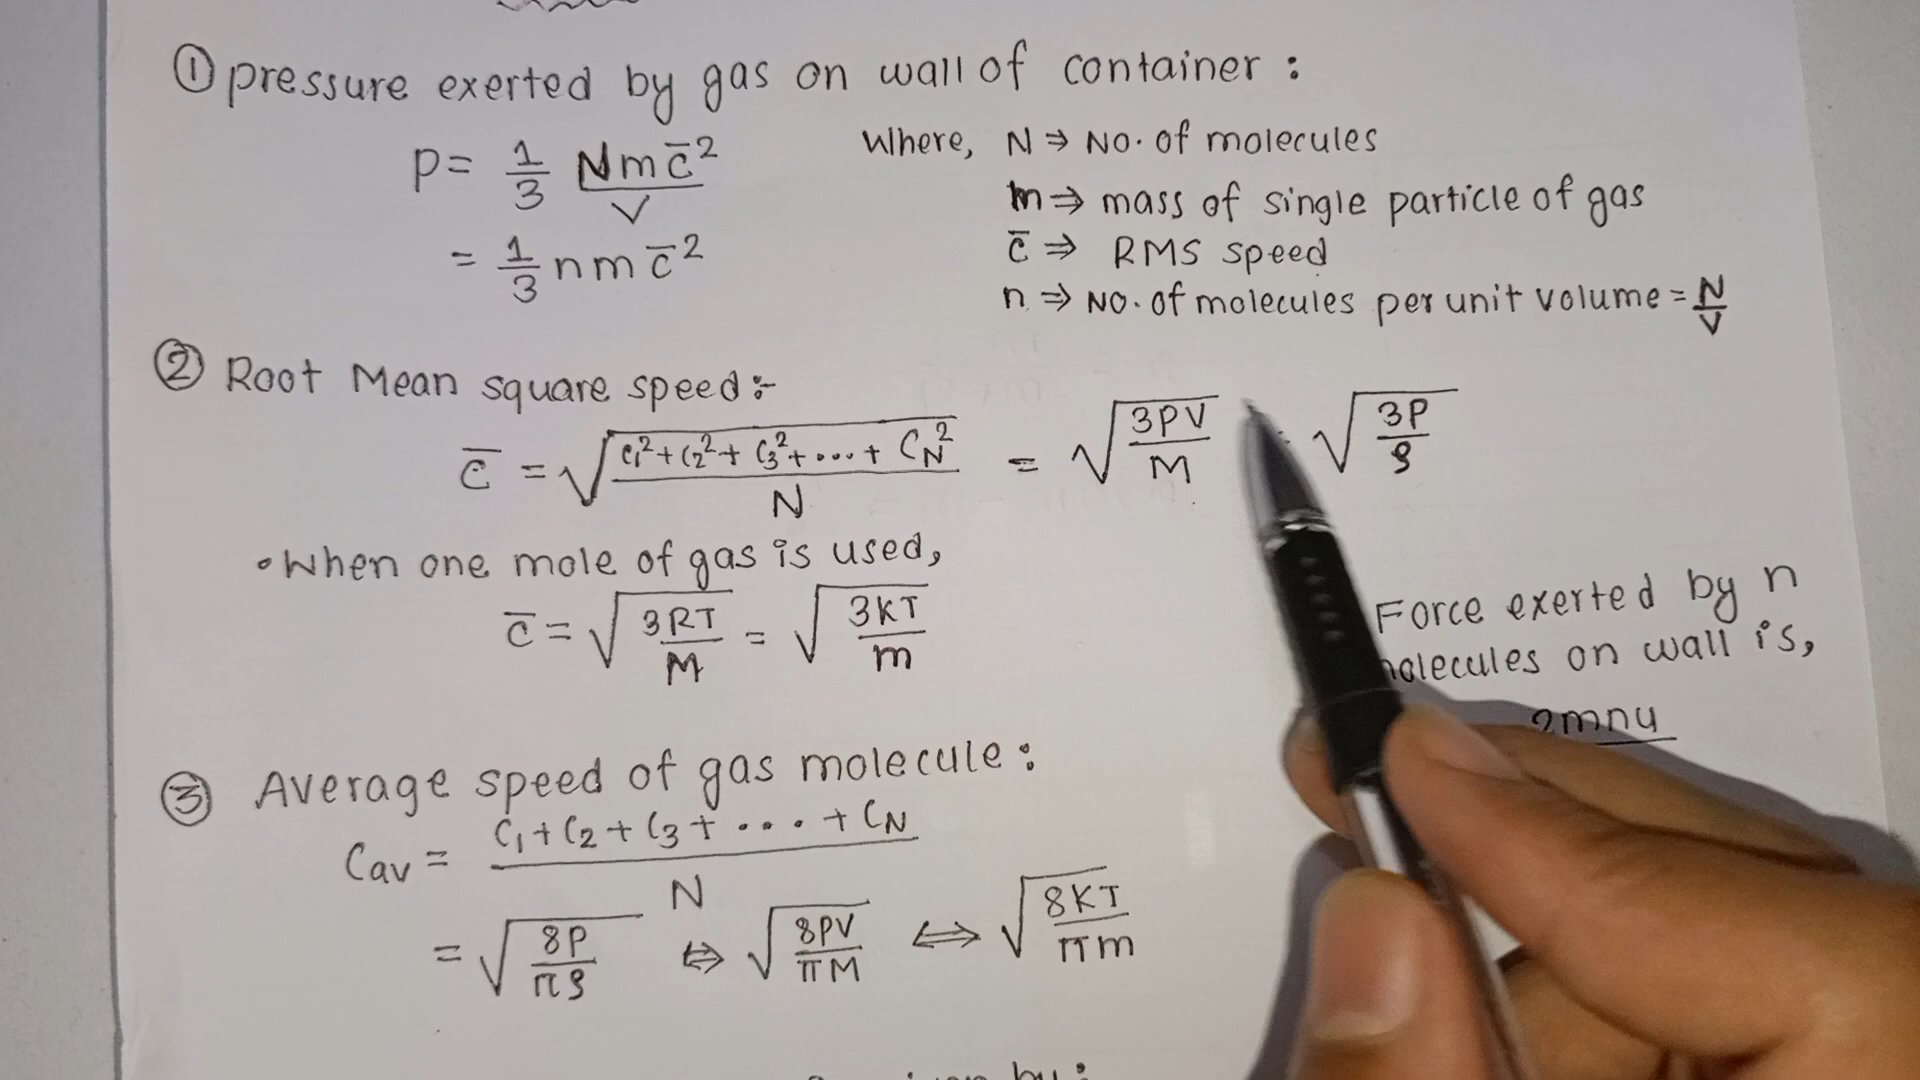 ① pressure exerted by gas on wall of container :
P = 1/3 Nmc̄²/V
= 1/3 nmc̄²
Where, N ⇒ No. of molecules
m ⇒ mass of single particle of gas
c̄ ⇒ RMS speed
n ⇒ No. of molecules per unit volume = N/V
② Root Mean square speed :-
c̄ = √((c₁² + c₂² + c₃² + .... + C_N²)/N) = √(3PV/M) = √(3P/ρ)
• When one mole of gas is used,
c̄ = √(3RT/M) = √(3KT/m)
Force exerted by n
molecules on wall is,
2mnu
③ Average speed of gas molecule :
Cav = (C₁ + C₂ + C₃ + .... + C_N)/N
= √(8P/πρ) ⇔ √(8PV/πM) ⇔ √(8KT/πm)
by :